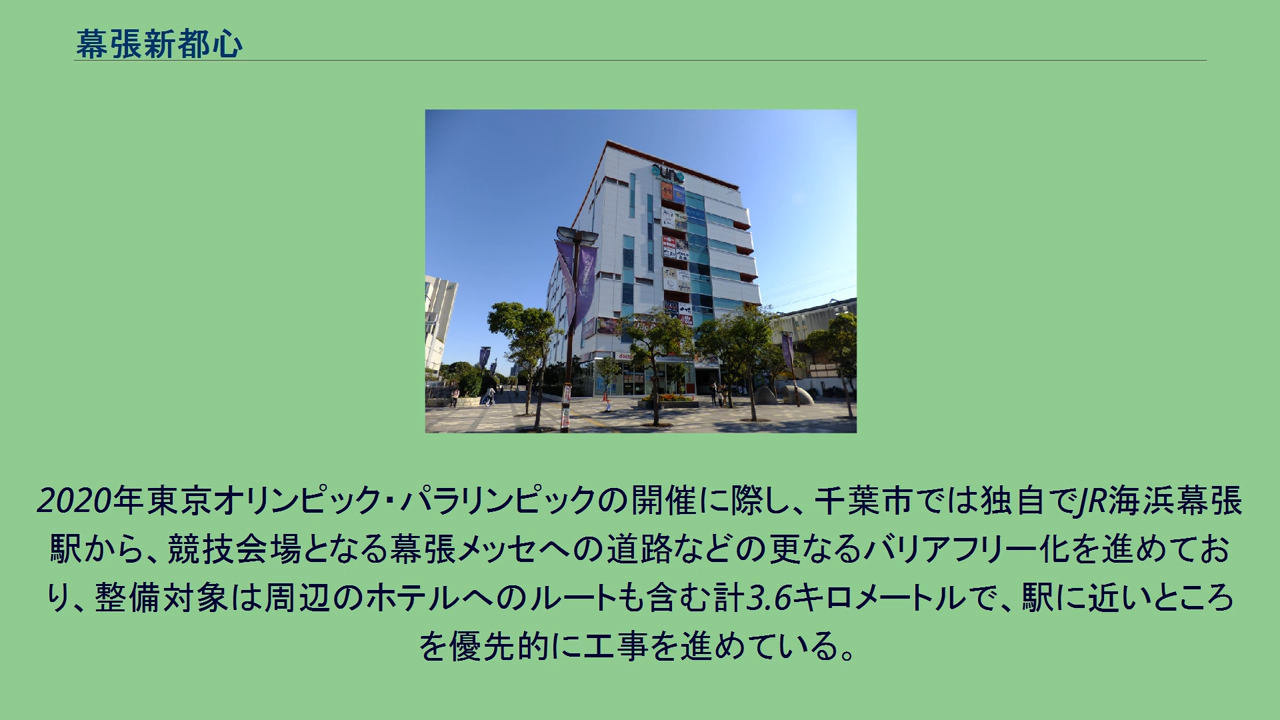 幕張新都心
aune
2020年東京オリンピック・パラリンピックの開催に際し、千葉市では独自でJR海浜幕張
駅から、競技会場となる幕張メッセへの道路などの更なるバリアフリー化を進めてお
り、整備対象は周辺のホテルへのルートも含む計3.6キロメートルで、駅に近いところ
を優先的に工事を進めている。